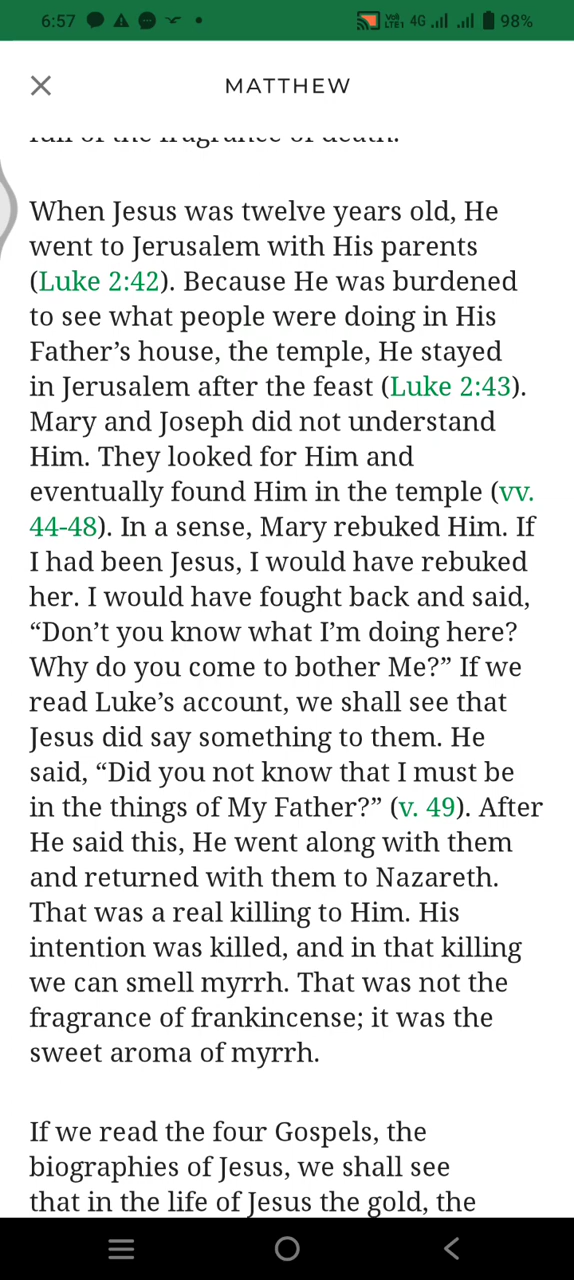 6:57
VoI) LTE1 4G 98%
MATTHEW
full of the fragrance of death.
When Jesus was twelve years old, He
went to Jerusalem with His parents
(Luke 2:42). Because He was burdened
to see what people were doing in His
Father’s house, the temple, He stayed
in Jerusalem after the feast (Luke 2:43).
Mary and Joseph did not understand
Him. They looked for Him and
eventually found Him in the temple (vv.
44-48). In a sense, Mary rebuked Him. If
I had been Jesus, I would have rebuked
her. I would have fought back and said,
“Don’t you know what I’m doing here?
Why do you come to bother Me?” If we
read Luke’s account, we shall see that
Jesus did say something to them. He
said, “Did you not know that I must be
in the things of My Father?” (v. 49). After
He said this, He went along with them
and returned with them to Nazareth.
That was a real killing to Him. His
intention was killed, and in that killing
we can smell myrrh. That was not the
fragrance of frankincense; it was the
sweet aroma of myrrh.
If we read the four Gospels, the
biographies of Jesus, we shall see
that in the life of Jesus the gold, the